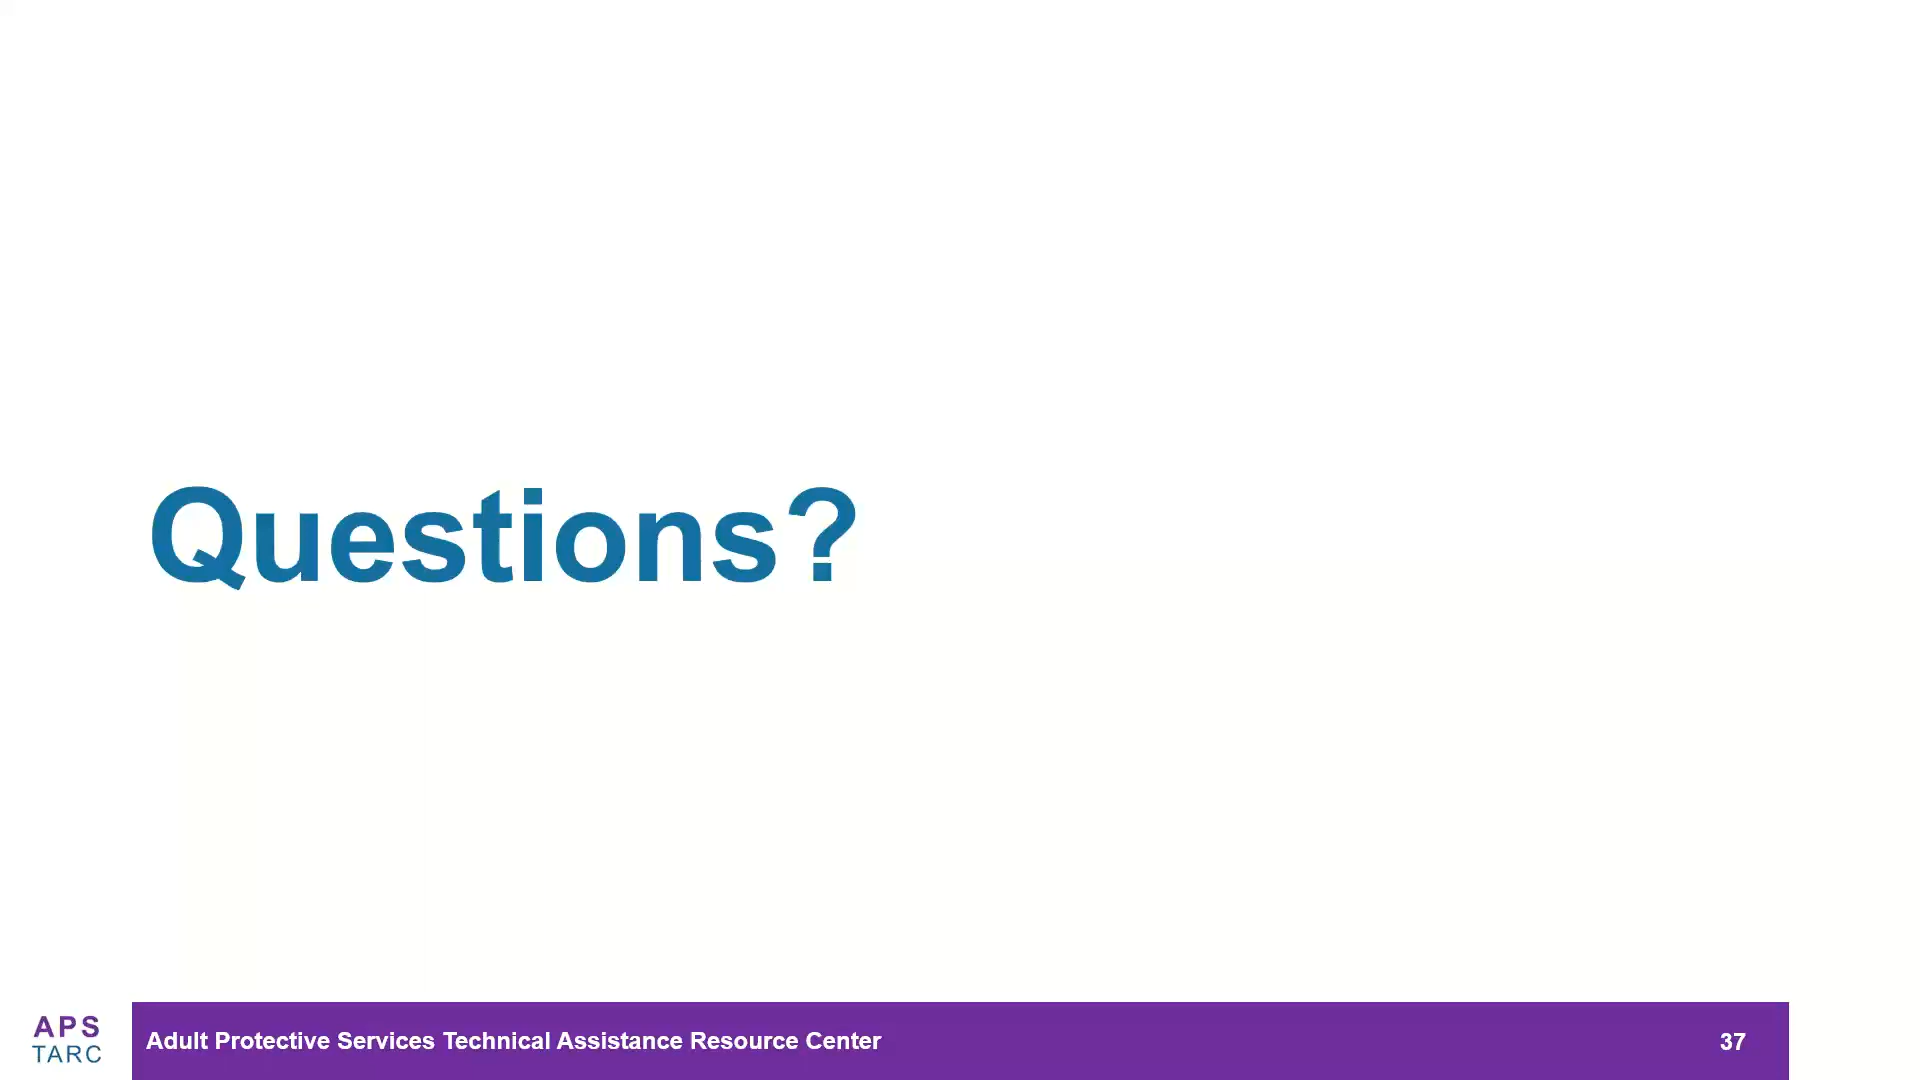 Questions?
APS
TARC
Adult Protective Services Technical Assistance Resource Center
37